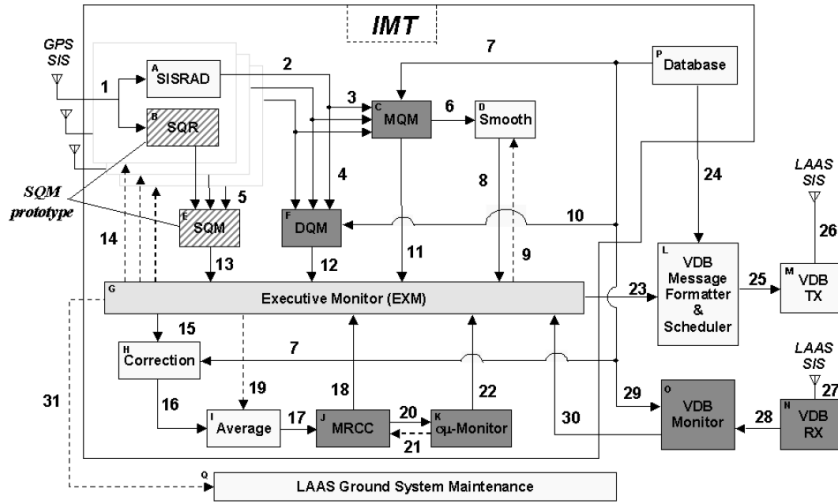 IMT
GPS
SIS
1
A
SISRAD
2
B
SQR
3
C
MQM
6
D
Smooth
7
P
Database
SQM
prototype
5
4
8
24
LAAS
SIS
14
E
SQM
F
DQM
10
26
13
12
11
9
L
VDB
Message
Formatter
&
Scheduler
25
M
VDB
TX
G
Executive Monitor (EXM)
23
15
H
Correction
7
LAAS
SIS
31
16
19
18
22
29
O
VDB
Monitor
27
N
VDB
RX
28
I
Average
17
J
MRCC
20
21
K
σμ-Monitor
30
Q
LAAS Ground System Maintenance